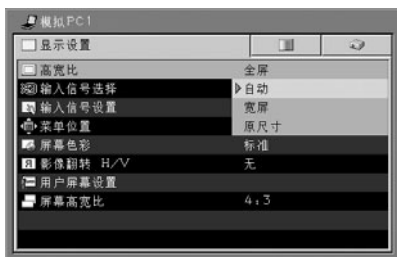 模拟PC1
显示设置
高宽比 全屏
输入信号选择 自动
输入信号设置 宽屏
菜单位置 原尺寸
屏幕色彩 标准
影像翻转 H/V 无
用户屏幕设置
屏幕高宽比 4:3